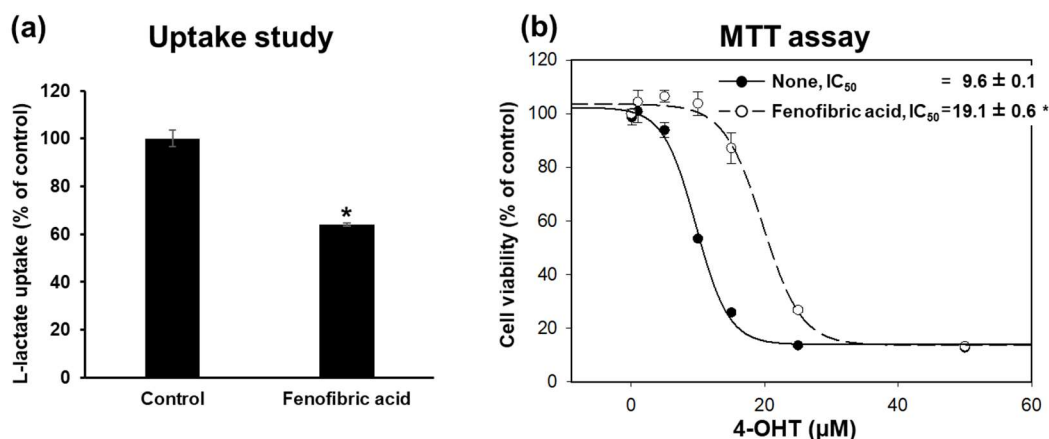 (a)
Uptake study
L-lactate uptake (% of control)
120
100
80
60
40
20
0
*
Control
Fenofibric acid
(b)
MTT assay
Cell viability (% of control)
120
100
80
60
40
20
0
None, IC50 = 9.6 ± 0.1
Fenofibric acid, IC50 =19.1 ± 0.6 *
0
20
40
60
4-OHT (μM)